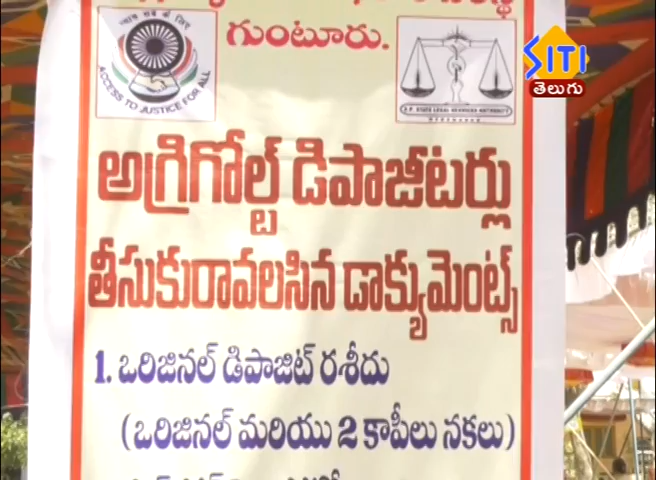 గుంటూరు.
ACCESS TO JUSTICE FOR ALL
SITI
తెలుగు
అగ్రిగోల్ట్ డిపాజీటర్లు
తీసుకురావలసిన డాక్యుమెంట్స్
1. ఒరిజినల్ డిపాజిట్ రశీదు
(ఒరిజినల్ మరియు 2 కాపీలు నకలు)